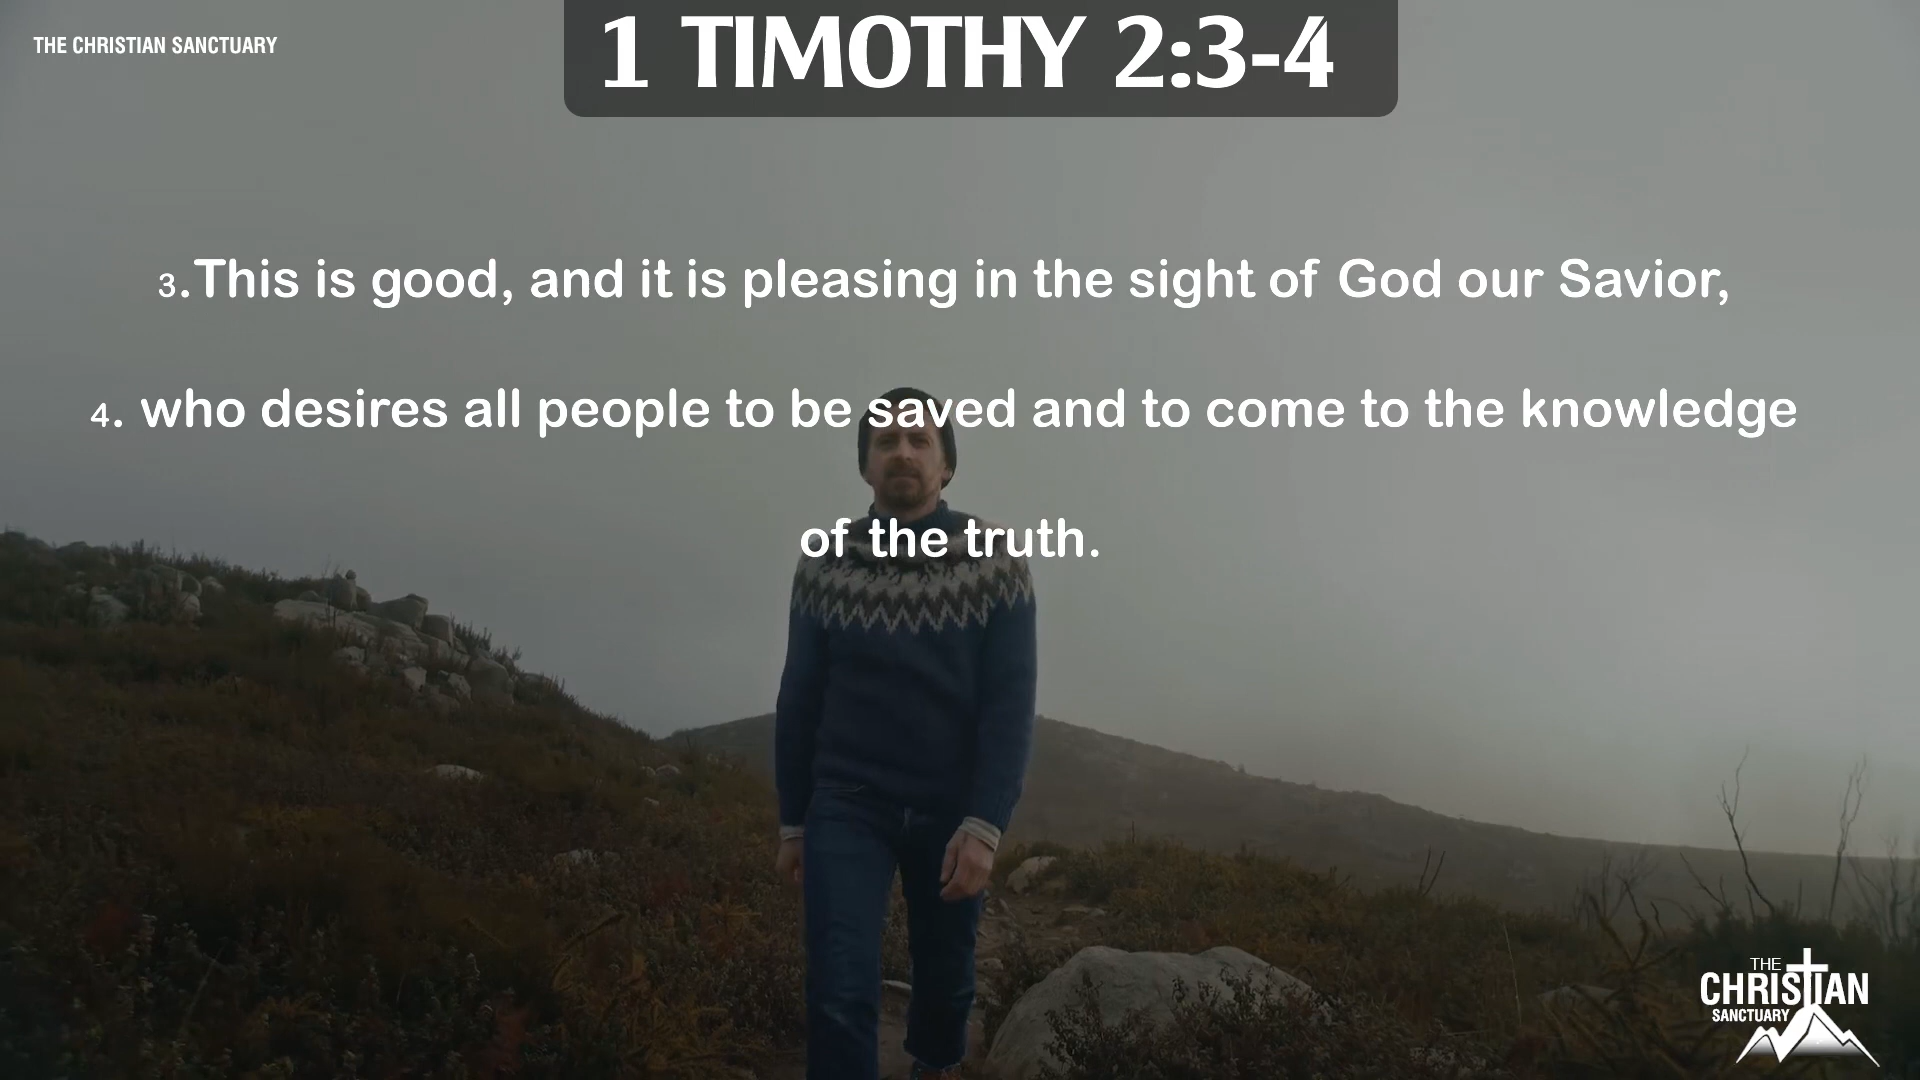 THE CHRISTIAN SANCTUARY
1 TIMOTHY 2:3-4
3.This is good, and it is pleasing in the sight of God our Savior,
4. who desires all people to be saved and to come to the knowledge
of the truth.
THE
CHRISTIAN
SANCTUARY